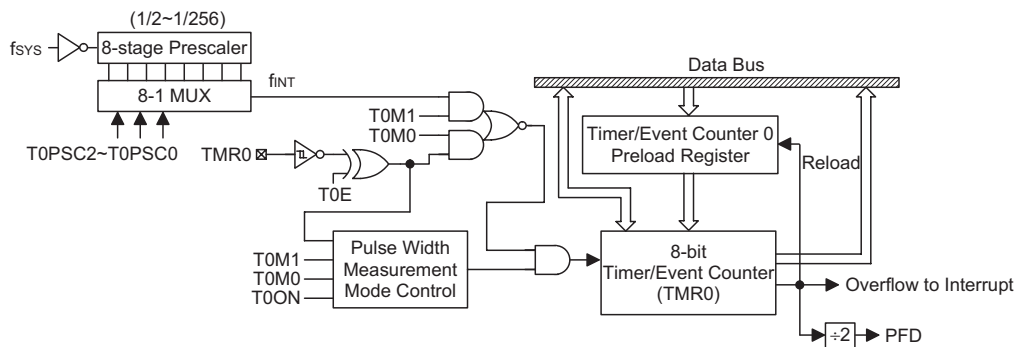 (1/2~1/256)
fSYS
8-stage Prescaler
8-1 MUX
fINT
T0PSC2~T0PSC0
T0M1
T0M0
TMR0
T0E
Data Bus
Timer/Event Counter 0
Preload Register
Reload
T0M1
T0M0
T0ON
Pulse Width
Measurement
Mode Control
8-bit
Timer/Event Counter
(TMR0)
Overflow to Interrupt
÷2
PFD